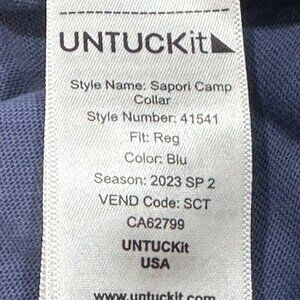 UNTUCKit
Style Name: Sapori Camp
Collar
Style Number: 41541
Fit: Reg
Color: Blu
Season: 2023 SP 2
VEND Code: SCT
CA62799
UNTUCKit
USA
www.untuckit.com